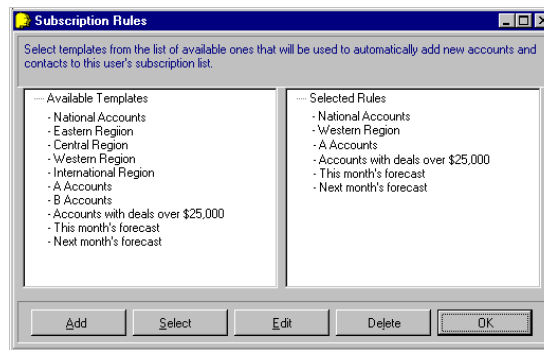 Subscription Rules
Select templates from the list of available ones that will be used to automatically add new accounts and
contacts to this user's subscription list.
Available Templates
- National Accounts
- Eastern Regiion
- Central Region
- Western Region
- International Region
- A Accounts
- B Accounts
- Accounts with deals over $25,000
- This month's forecast
- Next month's forecast
Selected Rules
- National Accounts
- Western Region
- A Accounts
- Accounts with deals over $25,000
- This month's forecast
- Next month's forecast
Add
Select
Edit
Delete
OK